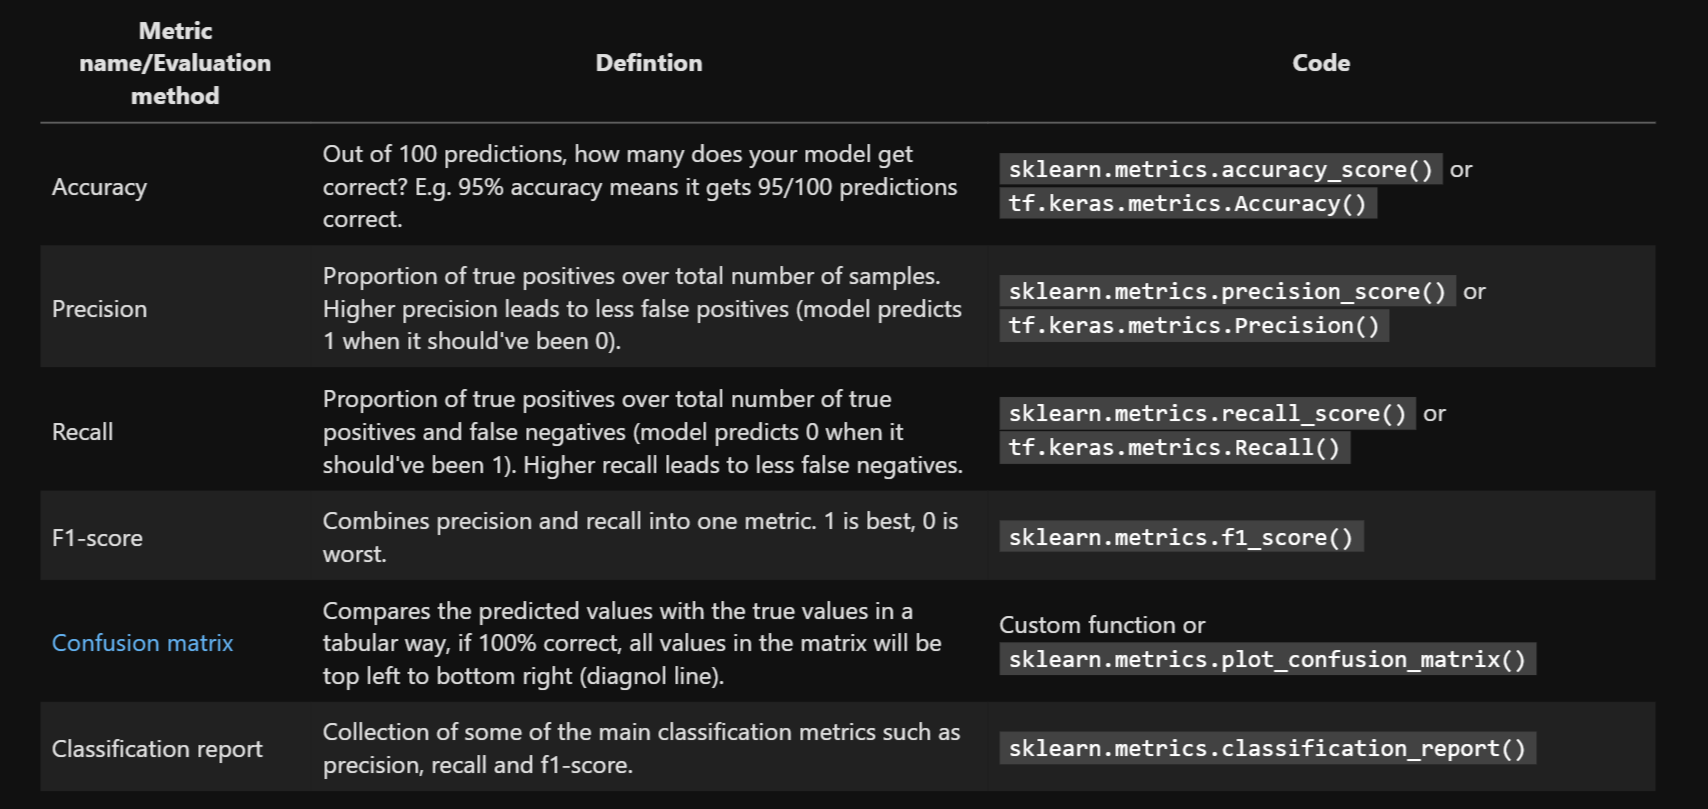 Metric
name/Evaluation
method
Defintion
Code
Accuracy
Out of 100 predictions, how many does your model get
correct? E.g. 95% accuracy means it gets 95/100 predictions
correct.
sklearn.metrics.accuracy_score() or
tf.keras.metrics.Accuracy()
Precision
Proportion of true positives over total number of samples.
Higher precision leads to less false positives (model predicts
1 when it should've been 0).
sklearn.metrics.precision_score() or
tf.keras.metrics.Precision()
Recall
Proportion of true positives over total number of true
positives and false negatives (model predicts 0 when it
should've been 1). Higher recall leads to less false negatives.
sklearn.metrics.recall_score() or
tf.keras.metrics.Recall()
F1-score
Combines precision and recall into one metric. 1 is best, 0 is
worst.
sklearn.metrics.f1_score()
Confusion matrix
Compares the predicted values with the true values in a
tabular way, if 100% correct, all values in the matrix will be
top left to bottom right (diagnol line).
Custom function or
sklearn.metrics.plot_confusion_matrix()
Classification report
Collection of some of the main classification metrics such as
precision, recall and f1-score.
sklearn.metrics.classification_report()